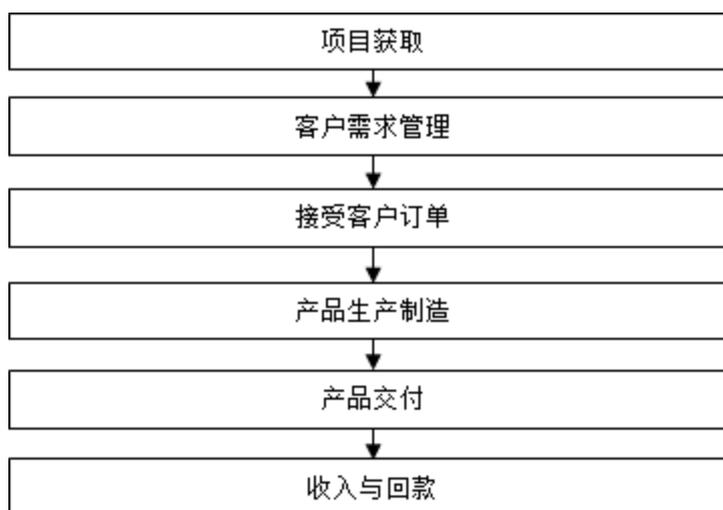 项目获取
客户需求管理
接受客户订单
产品生产制造
产品交付
收入与回款